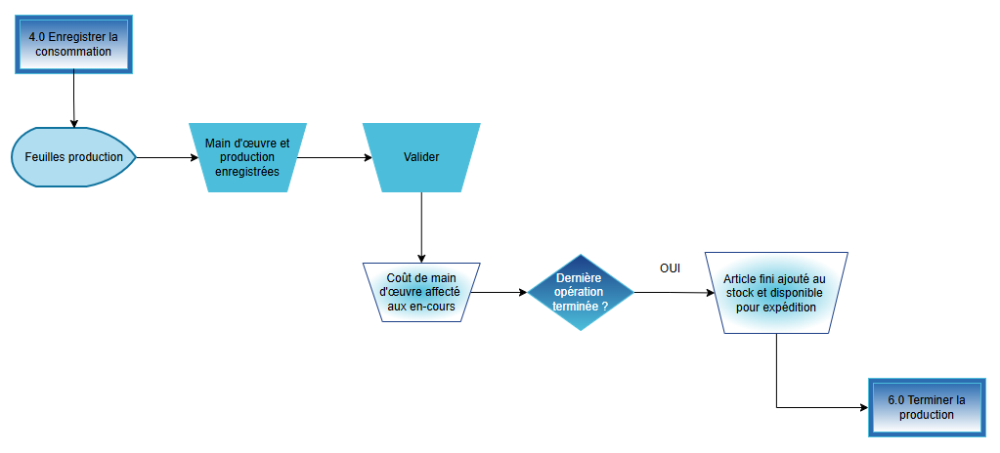 4.0 Enregistrer la
consommation
Feuilles production
Main d'œuvre et
production
enregistrées
Valider
Coût de main
d'œuvre affecté
aux en-cours
Dernière
opération
terminée ?
OUI
Article fini ajouté au
stock et disponible
pour expédition
6.0 Terminer la
production